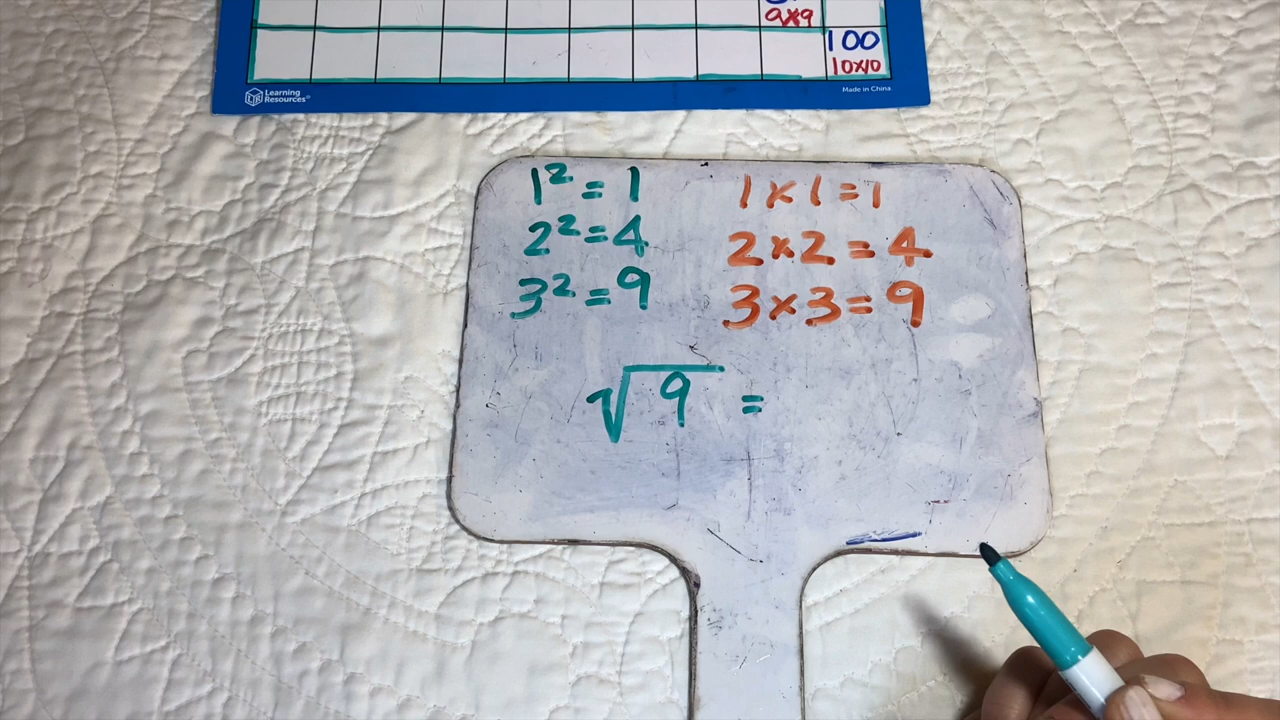 9x9
100
10x10
Learning Resources® Made in China.
1² = 1 1 x 1 = 1
2² = 4 2 x 2 = 4
3² = 9 3 x 3 = 9
√9 =